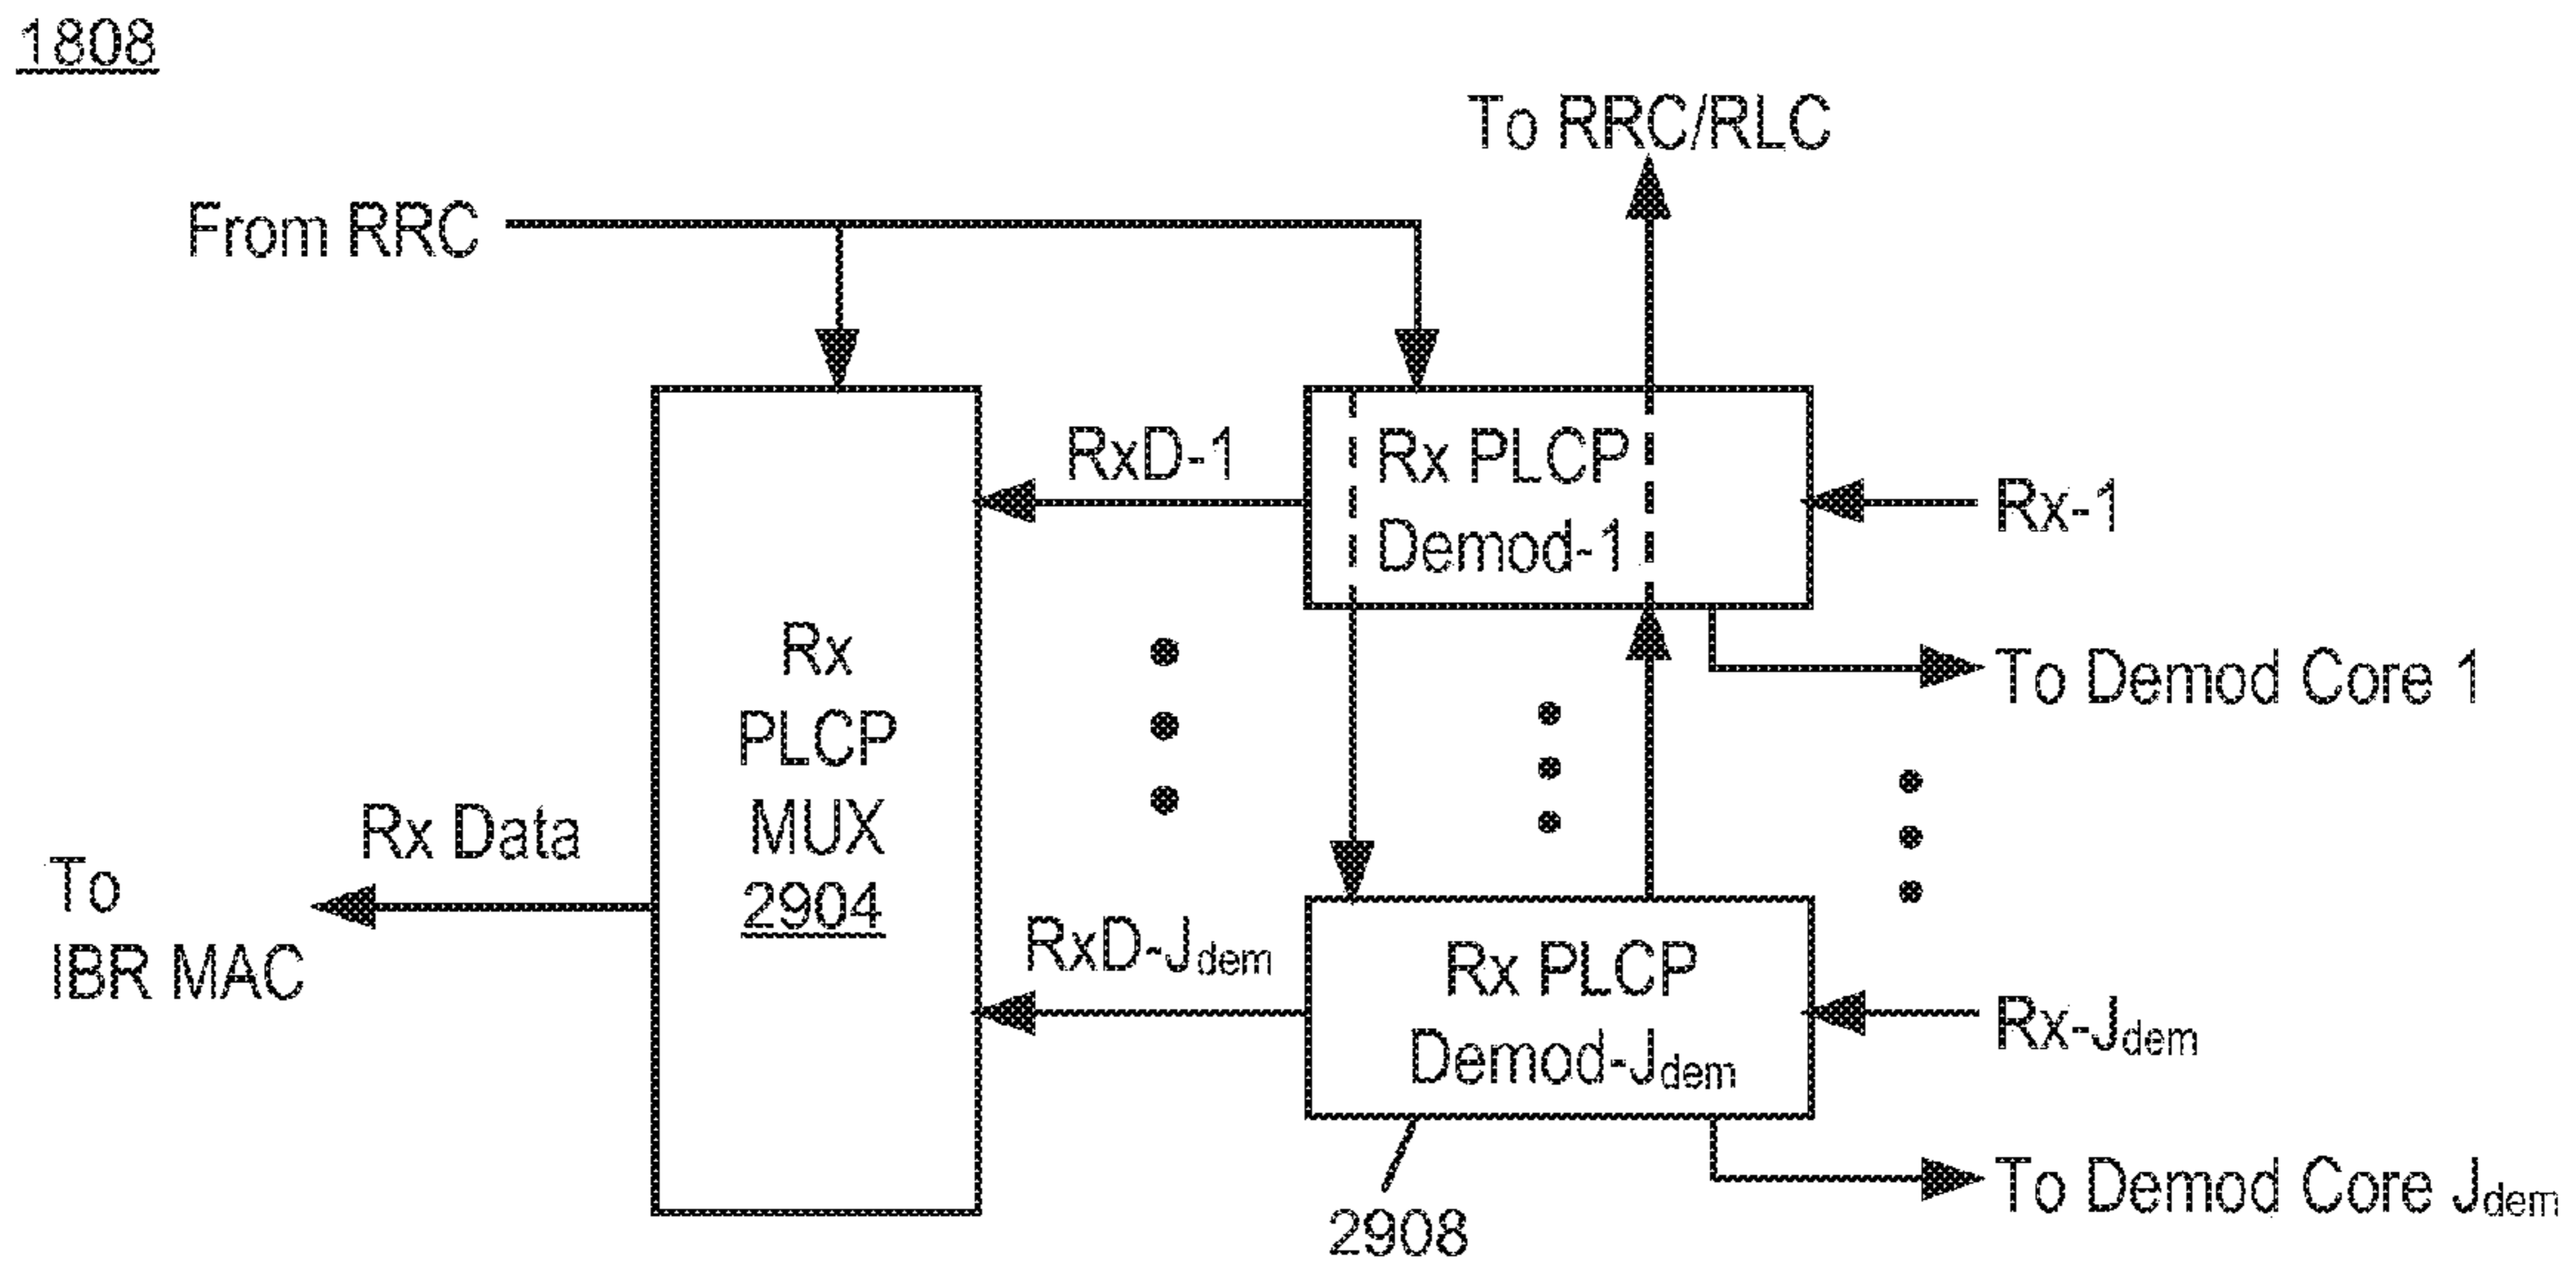 1808
To RRC/RLC
From RRC
RxD-1
Rx PLCP
Demod-1
Rx-1
To Demod Core 1
Rx
PLCP
MUX
2904
Rx Data
To
IBR MAC
RxD-Jdem
Rx PLCP
Demod-Jdem
Rx-Jdem
To Demod Core Jdem
2908